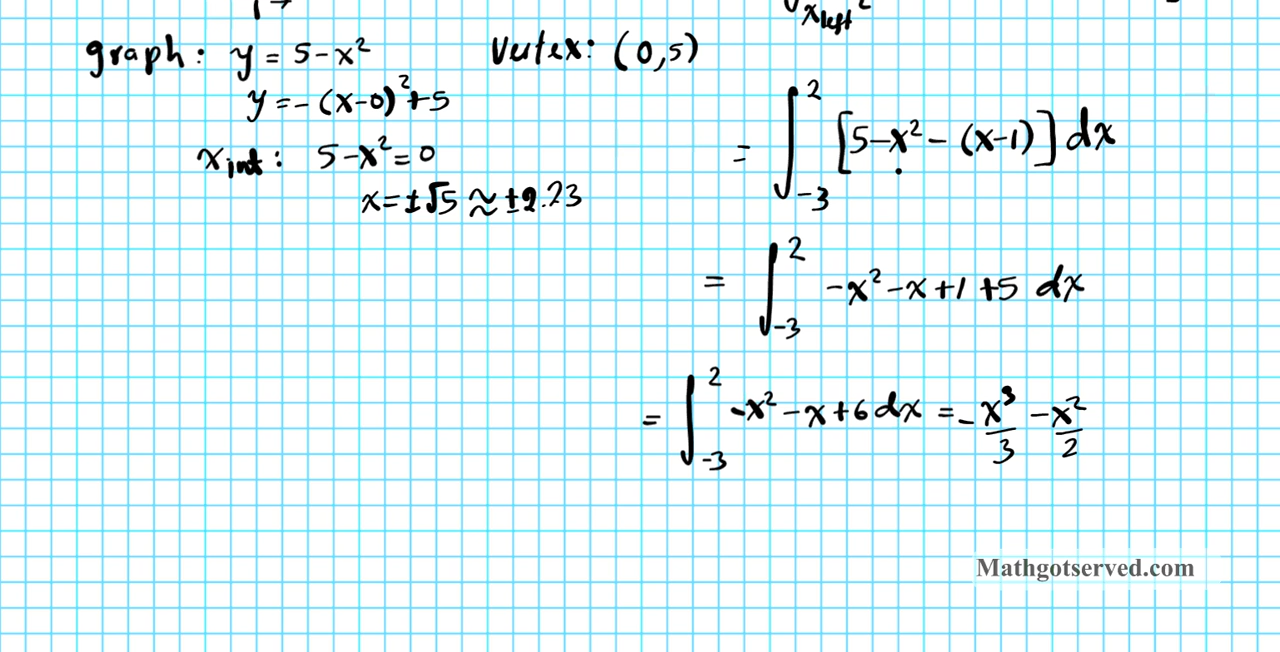 x_left
graph: y = 5-x² Vertex: (0,5)
y = -(x-0)²+5
x_int: 5-x²=0
x=±√5 ≈ ±2.23
= ∫_{-3}^{2} [5-x² - (x-1)] dx
= ∫_{-3}^{2} -x²-x+1+5 dx
= ∫_{-3}^{2} -x²-x+6 dx = -x³/3 - x²/2
Mathgotserved.com